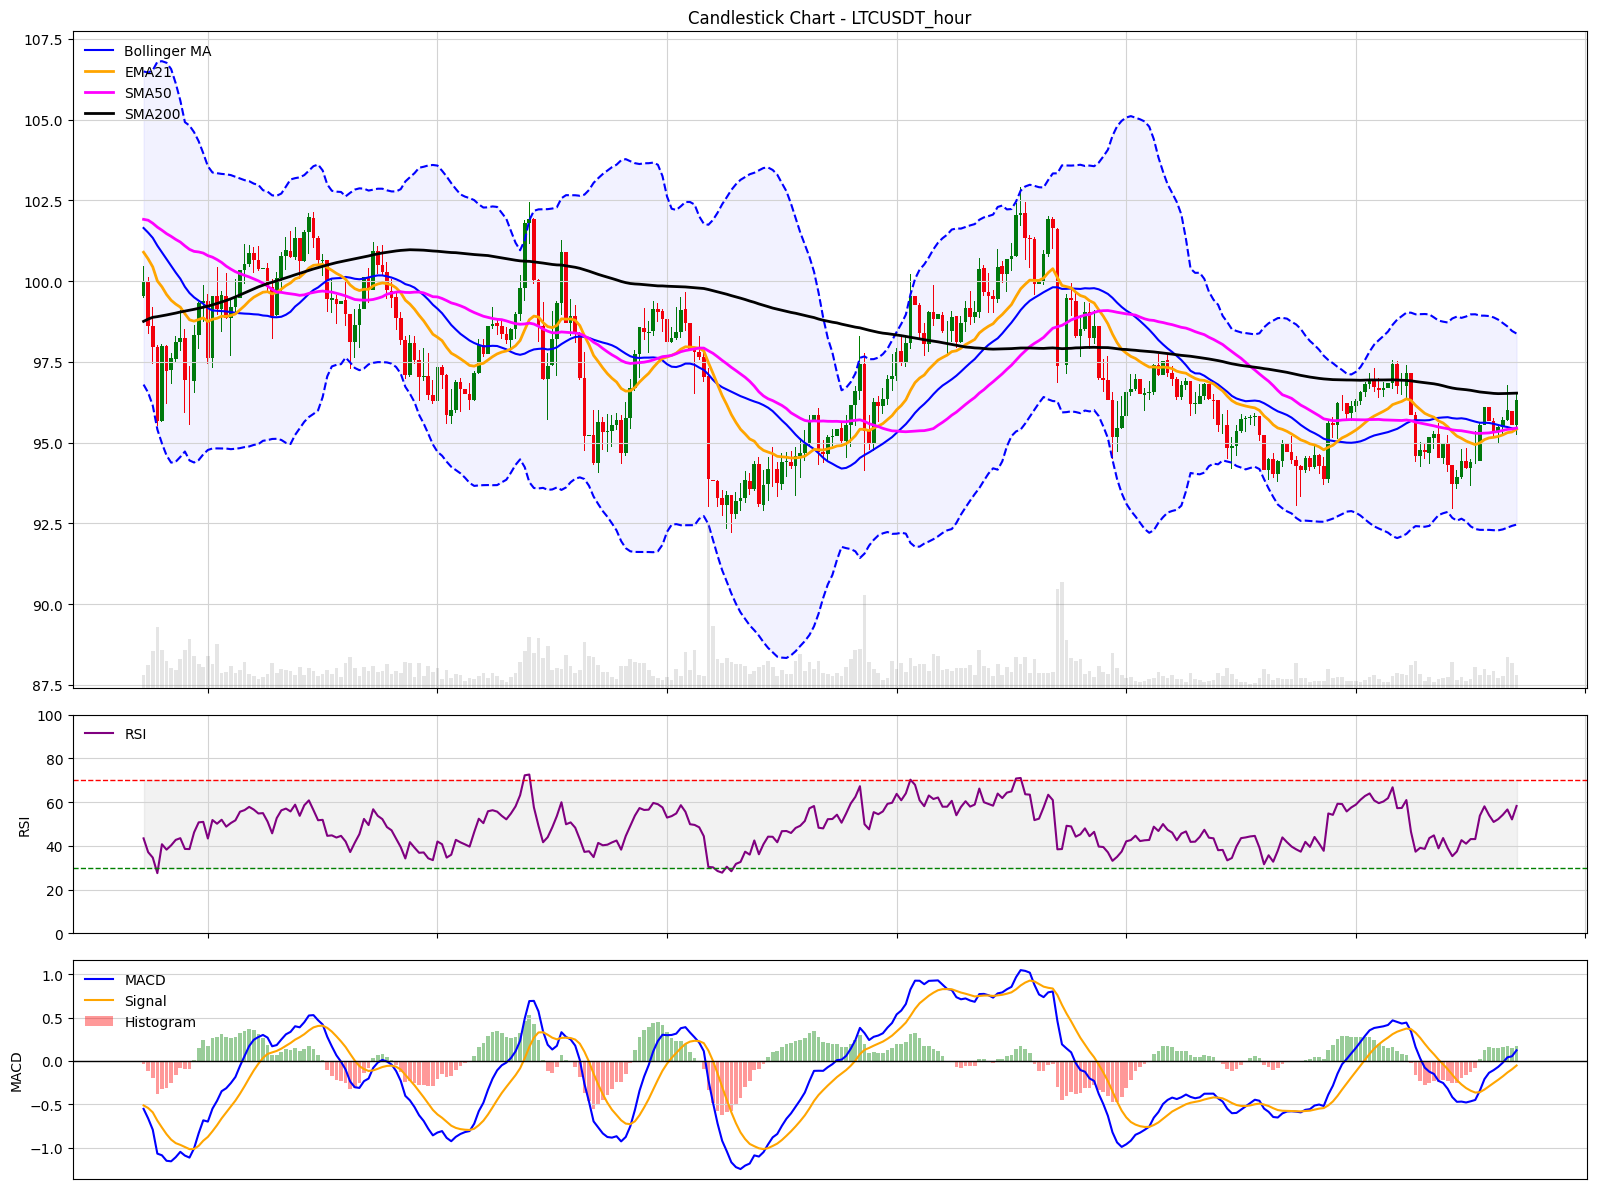 Candlestick Chart - LTCUSDT_hour
107.5
105.0
102.5
100.0
97.5
95.0
92.5
90.0
87.5
Bollinger MA
EMA21
SMA50
SMA200
100
80
60
40
20
0
RSI
RSI
1.0
0.5
0.0
−0.5
−1.0
MACD
MACD
Signal
Histogram